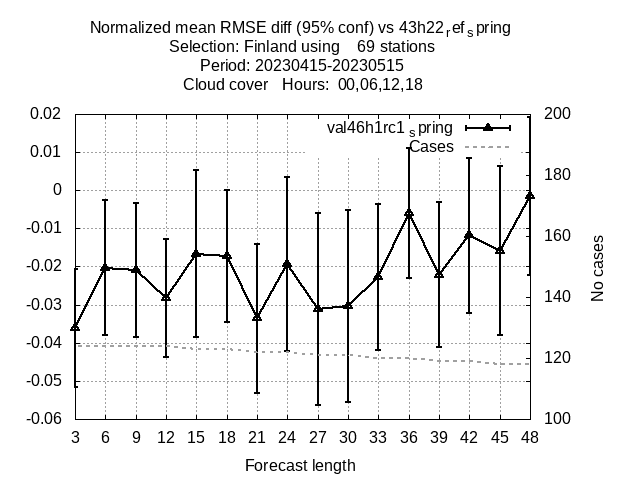 Normalized mean RMSE diff (95% conf) vs 43h22ᵣefₛpring
Selection: Finland using 69 stations
Period: 20230415-20230515
Cloud cover Hours: 00,06,12,18
val46h1rc1ₛpring
Cases
0.02
0.01
0
-0.01
-0.02
-0.03
-0.04
-0.05
-0.06
200
180
160
140
120
100
No cases
3 6 9 12 15 18 21 24 27 30 33 36 39 42 45 48
Forecast length